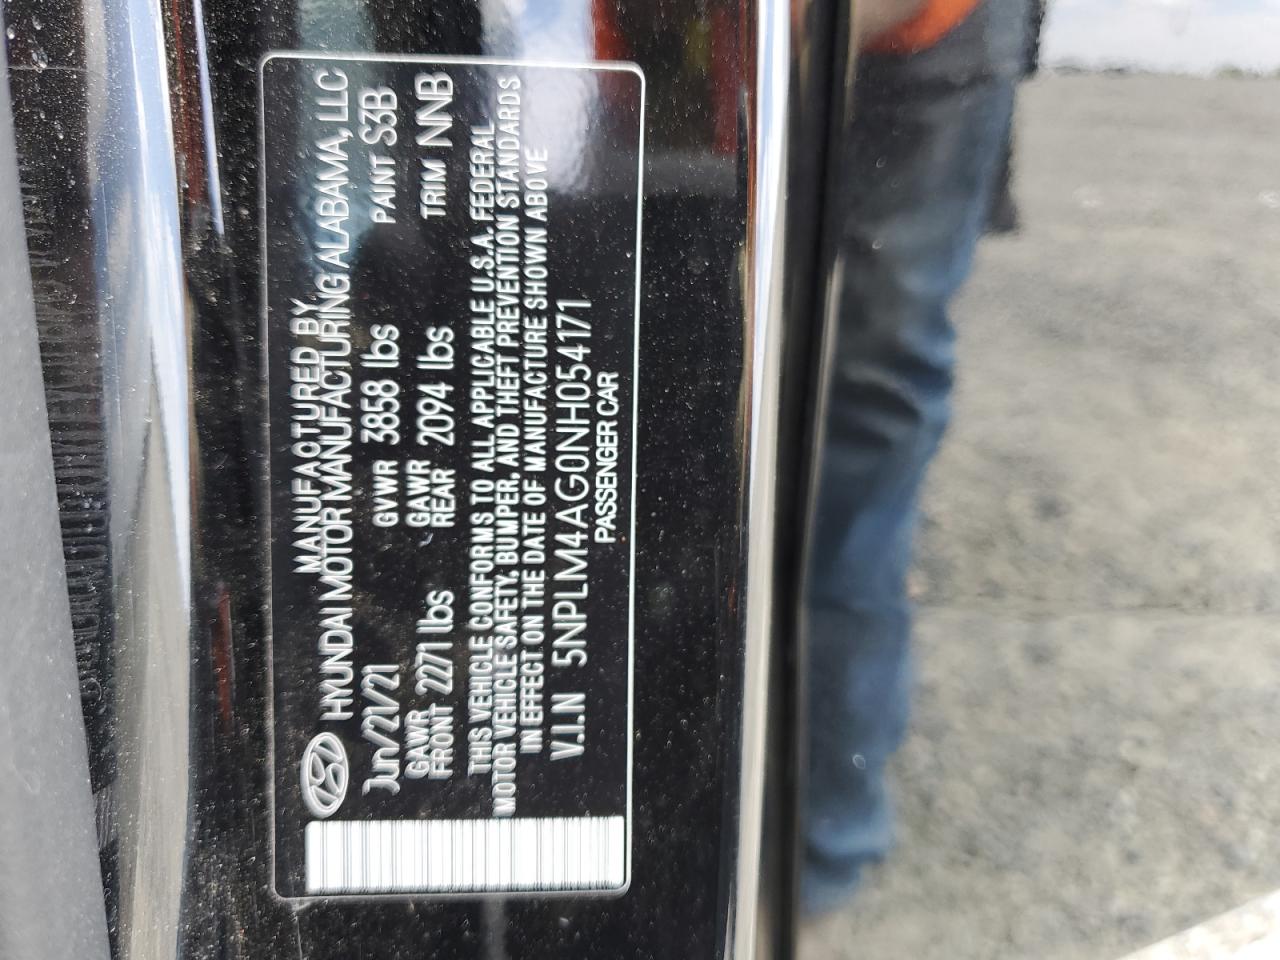 MANUFACTURED BY
HYUNDAI MOTOR MANUFACTURING ALABAMA, LLC
Jun/21/21 GVWR 3858 lbs PAINT S3B
GAWR FRONT 2271 lbs GAWR REAR 2094 lbs TRIM NNB
THIS VEHICLE CONFORMS TO ALL APPLICABLE U.S.A. FEDERAL
MOTOR VEHICLE SAFETY, BUMPER, AND THEFT PREVENTION STANDARDS
IN EFFECT ON THE DATE OF MANUFACTURE SHOWN ABOVE
V.I.N 5NPLM4AG0NH054171
PASSENGER CAR